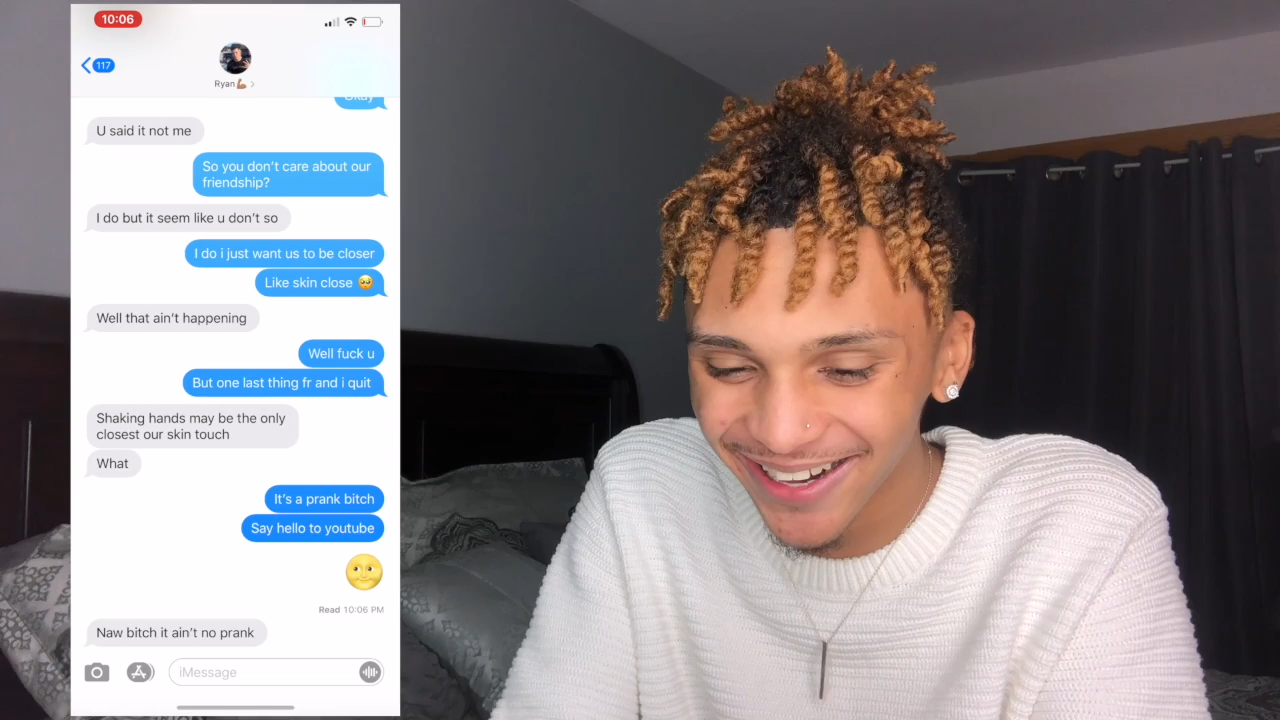 10:06
117
Ryan💪🏽
Okay
U said it not me
So you don't care about our
friendship?
I do but it seem like u don't so
I do i just want us to be closer
Like skin close 🥺
Well that ain't happening
Well fuck u
But one last thing fr and i quit
Shaking hands may be the only
closest our skin touch
What
It's a prank bitch
Say hello to youtube
🌝
Read 10:06 PM
Naw bitch it ain't no prank
iMessage